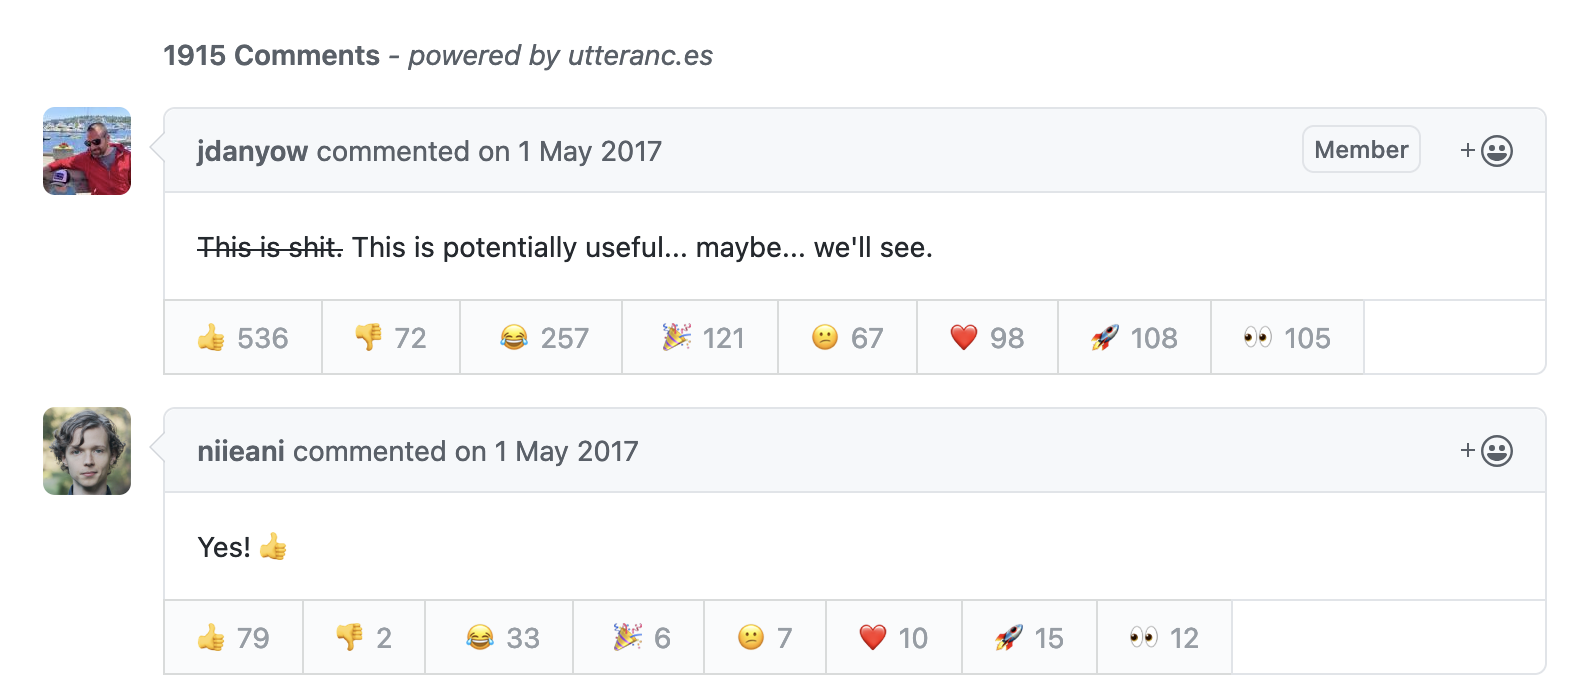 1915 Comments - powered by utteranc.es
jdanyow commented on 1 May 2017 Member +
This is shit. This is potentially useful... maybe... we'll see.
👍 536 👎 72 😂 257 🎉 121 😕 67 ❤️ 98 🚀 108 👀 105
niieani commented on 1 May 2017 +
Yes! 👍
👍 79 👎 2 😂 33 🎉 6 😕 7 ❤️ 10 🚀 15 👀 12